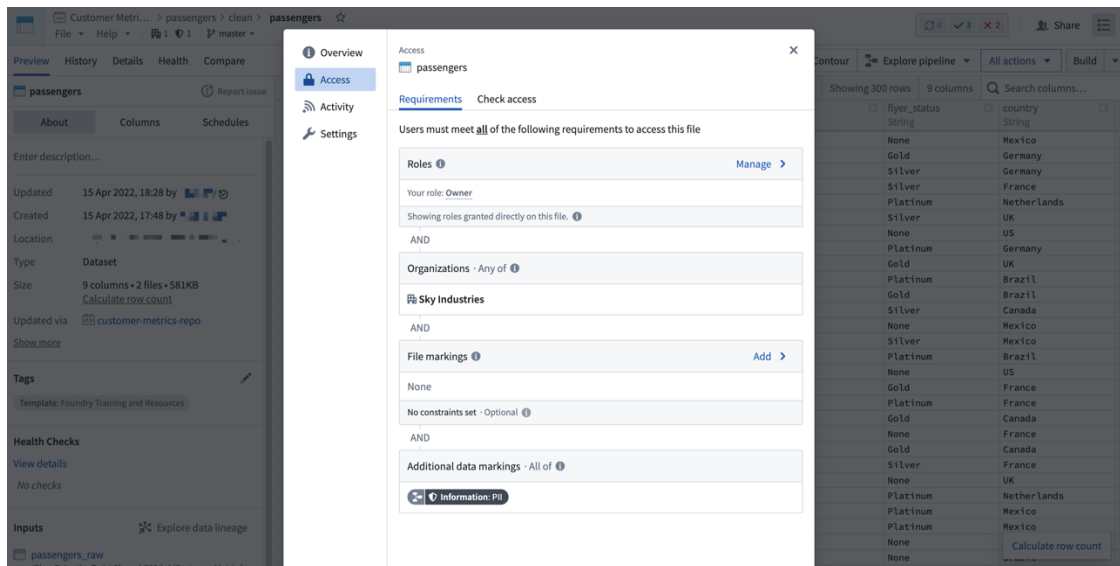 Customer Metri... > passengers > clean > passengers
File Help 1 1 master
0 3 2
Share
Preview History Details Health Compare
Contour Explore pipeline All actions Build
passengers Report issue
About Columns Schedules
Enter description...
Updated 15 Apr 2022, 18:28 by
Created 15 Apr 2022, 17:48 by
Location
Type Dataset
Size 9 columns • 2 files • 581KB
Calculate row count
Updated via customer-metrics-repo
Show more
Tags
Template: Foundry Training and Resources
Health Checks
View details
No checks
Inputs Explore data lineage
passengers_raw
Overview
Access
Activity
Settings
Access
passengers
Requirements Check access
Users must meet all of the following requirements to access this file
Roles Manage
Your role: Owner
Showing roles granted directly on this file.
AND
Organizations · Any of
Sky Industries
AND
File markings Add
None
No constraints set · Optional
AND
Additional data markings · All of
Information: PII
Showing 300 rows 9 columns Search columns...
flyer_status country
String String
None Mexico
Gold Germany
Silver Germany
Silver France
Platinum Netherlands
Silver UK
None US
Platinum Germany
Gold UK
Platinum Brazil
Gold Brazil
Silver Canada
None Mexico
Silver Mexico
Platinum Brazil
None US
Gold France
Platinum France
Gold Canada
None France
Gold Canada
Silver France
None UK
Platinum Netherlands
Platinum Mexico
Platinum Mexico
None
None
Calculate row count